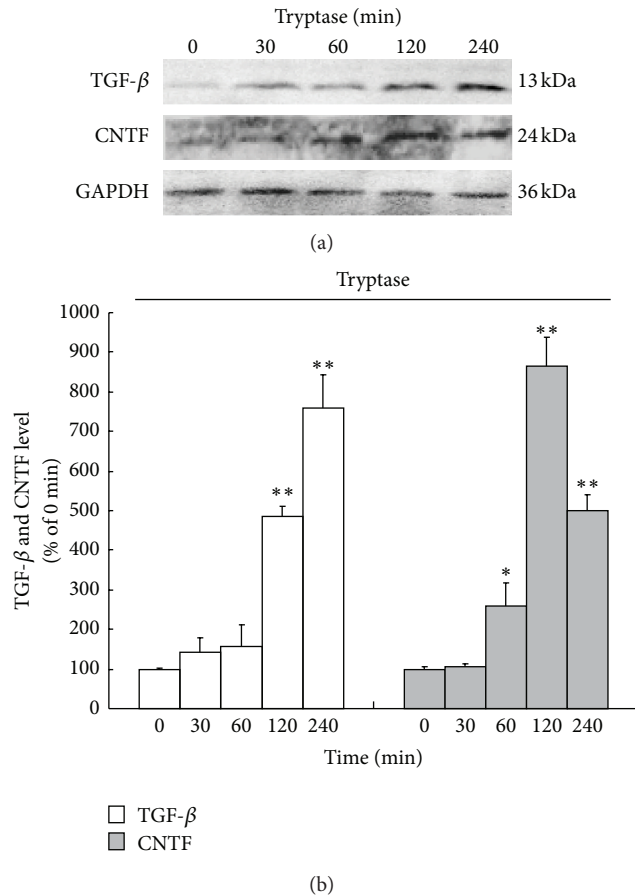 Tryptase (min)
0 30 60 120 240
TGF-β 13 kDa
CNTF 24 kDa
GAPDH 36 kDa
(a)
Tryptase
1000
900
800
700
600
500
400
300
200
100
0
TGF-β and CNTF level
(% of 0 min)
** ** * ** **
0 30 60 120 240 0 30 60 120 240
Time (min)
TGF-β
CNTF
(b)